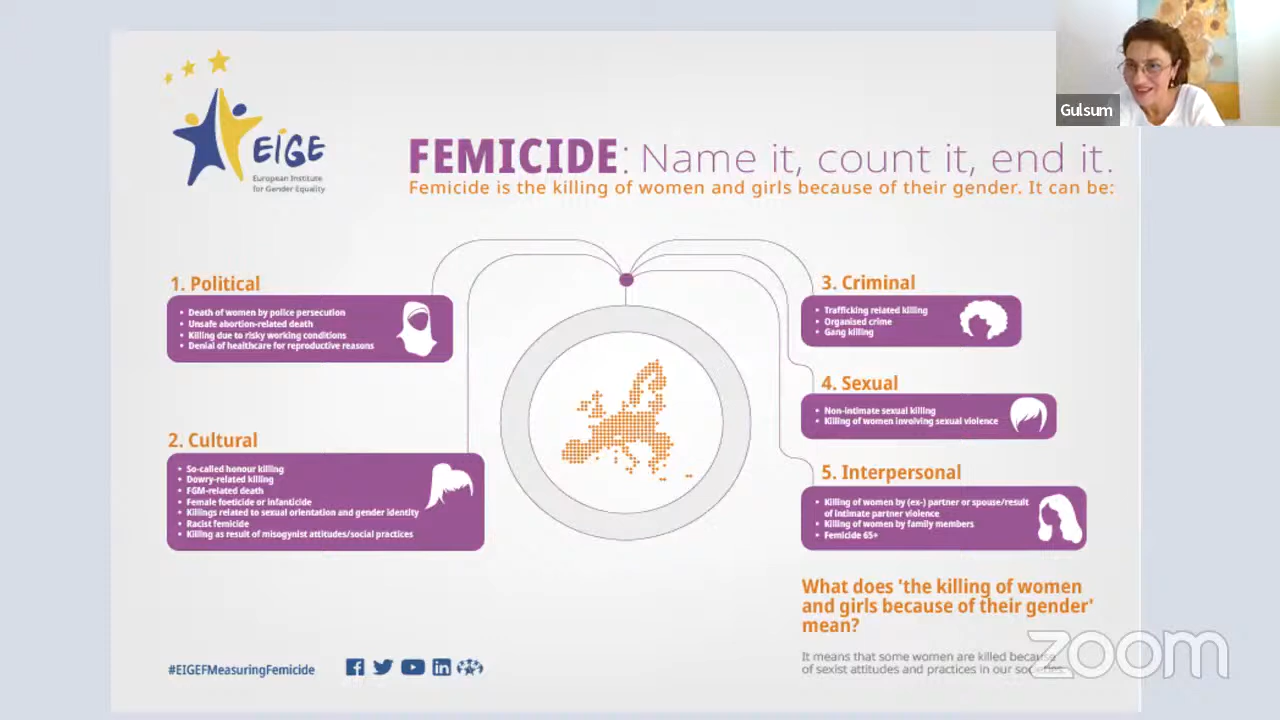 Gulsum
EIGE
European Institute
for Gender Equality
FEMICIDE: Name it, count it, end it.
Femicide is the killing of women and girls because of their gender. It can be:
1. Political
• Death of women by police persecution
• Unsafe abortion-related death
• Killing due to risky working conditions
• Denial of healthcare for reproductive reasons
2. Cultural
• So-called honour killing
• Dowry-related killing
• FGM-related death
• Female foeticide or infanticide
• Killings related to sexual orientation and gender identity
• Racist femicide
• Killing as result of misogynist attitudes/social practices
3. Criminal
• Trafficking related killing
• Organised crime
• Gang killing
4. Sexual
• Non-intimate sexual killing
• Killing of women involving sexual violence
5. Interpersonal
• Killing of women by (ex-) partner or spouse/result
of intimate partner violence
• Killing of women by family members
• Femicide 65+
What does 'the killing of women
and girls because of their gender'
mean?
It means that some women are killed because
of sexist attitudes and practices in our societies.
#EIGEFMeasuringFemicide
zoom